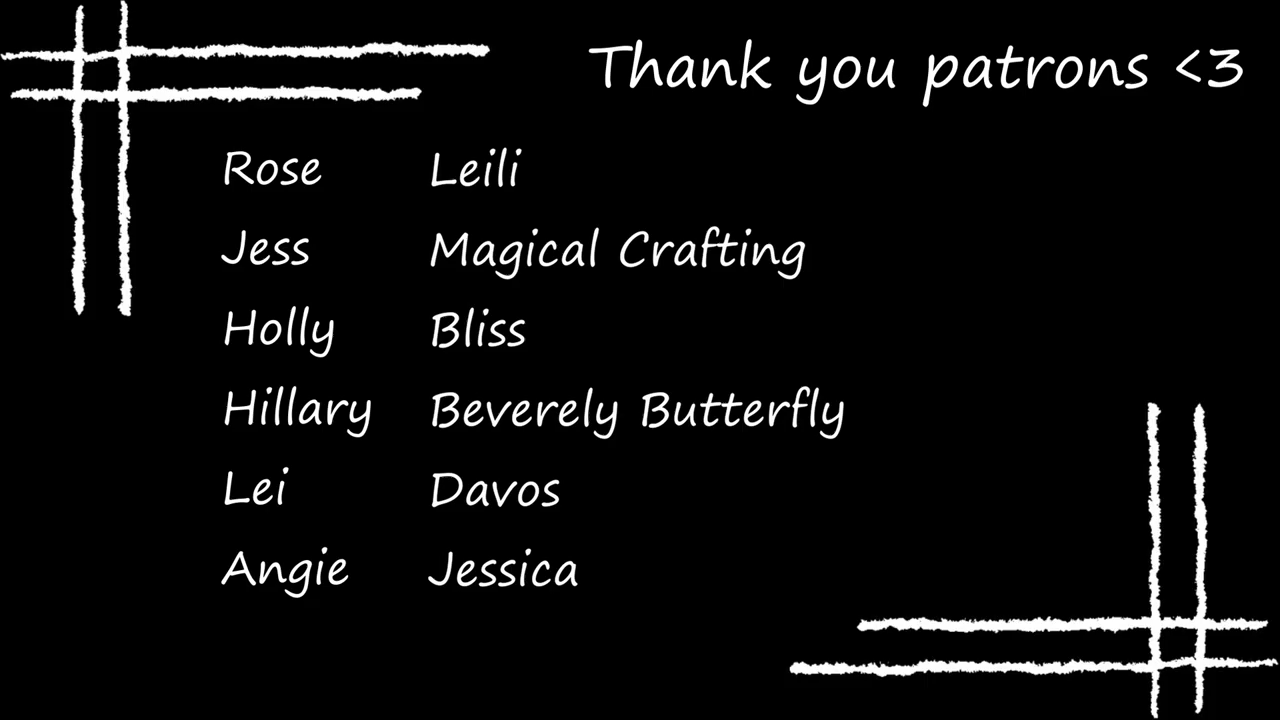 Thank you patrons <3
Rose
Jess
Holly
Hillary
Lei
Angie
Leili
Magical Crafting
Bliss
Beverely Butterfly
Davos
Jessica